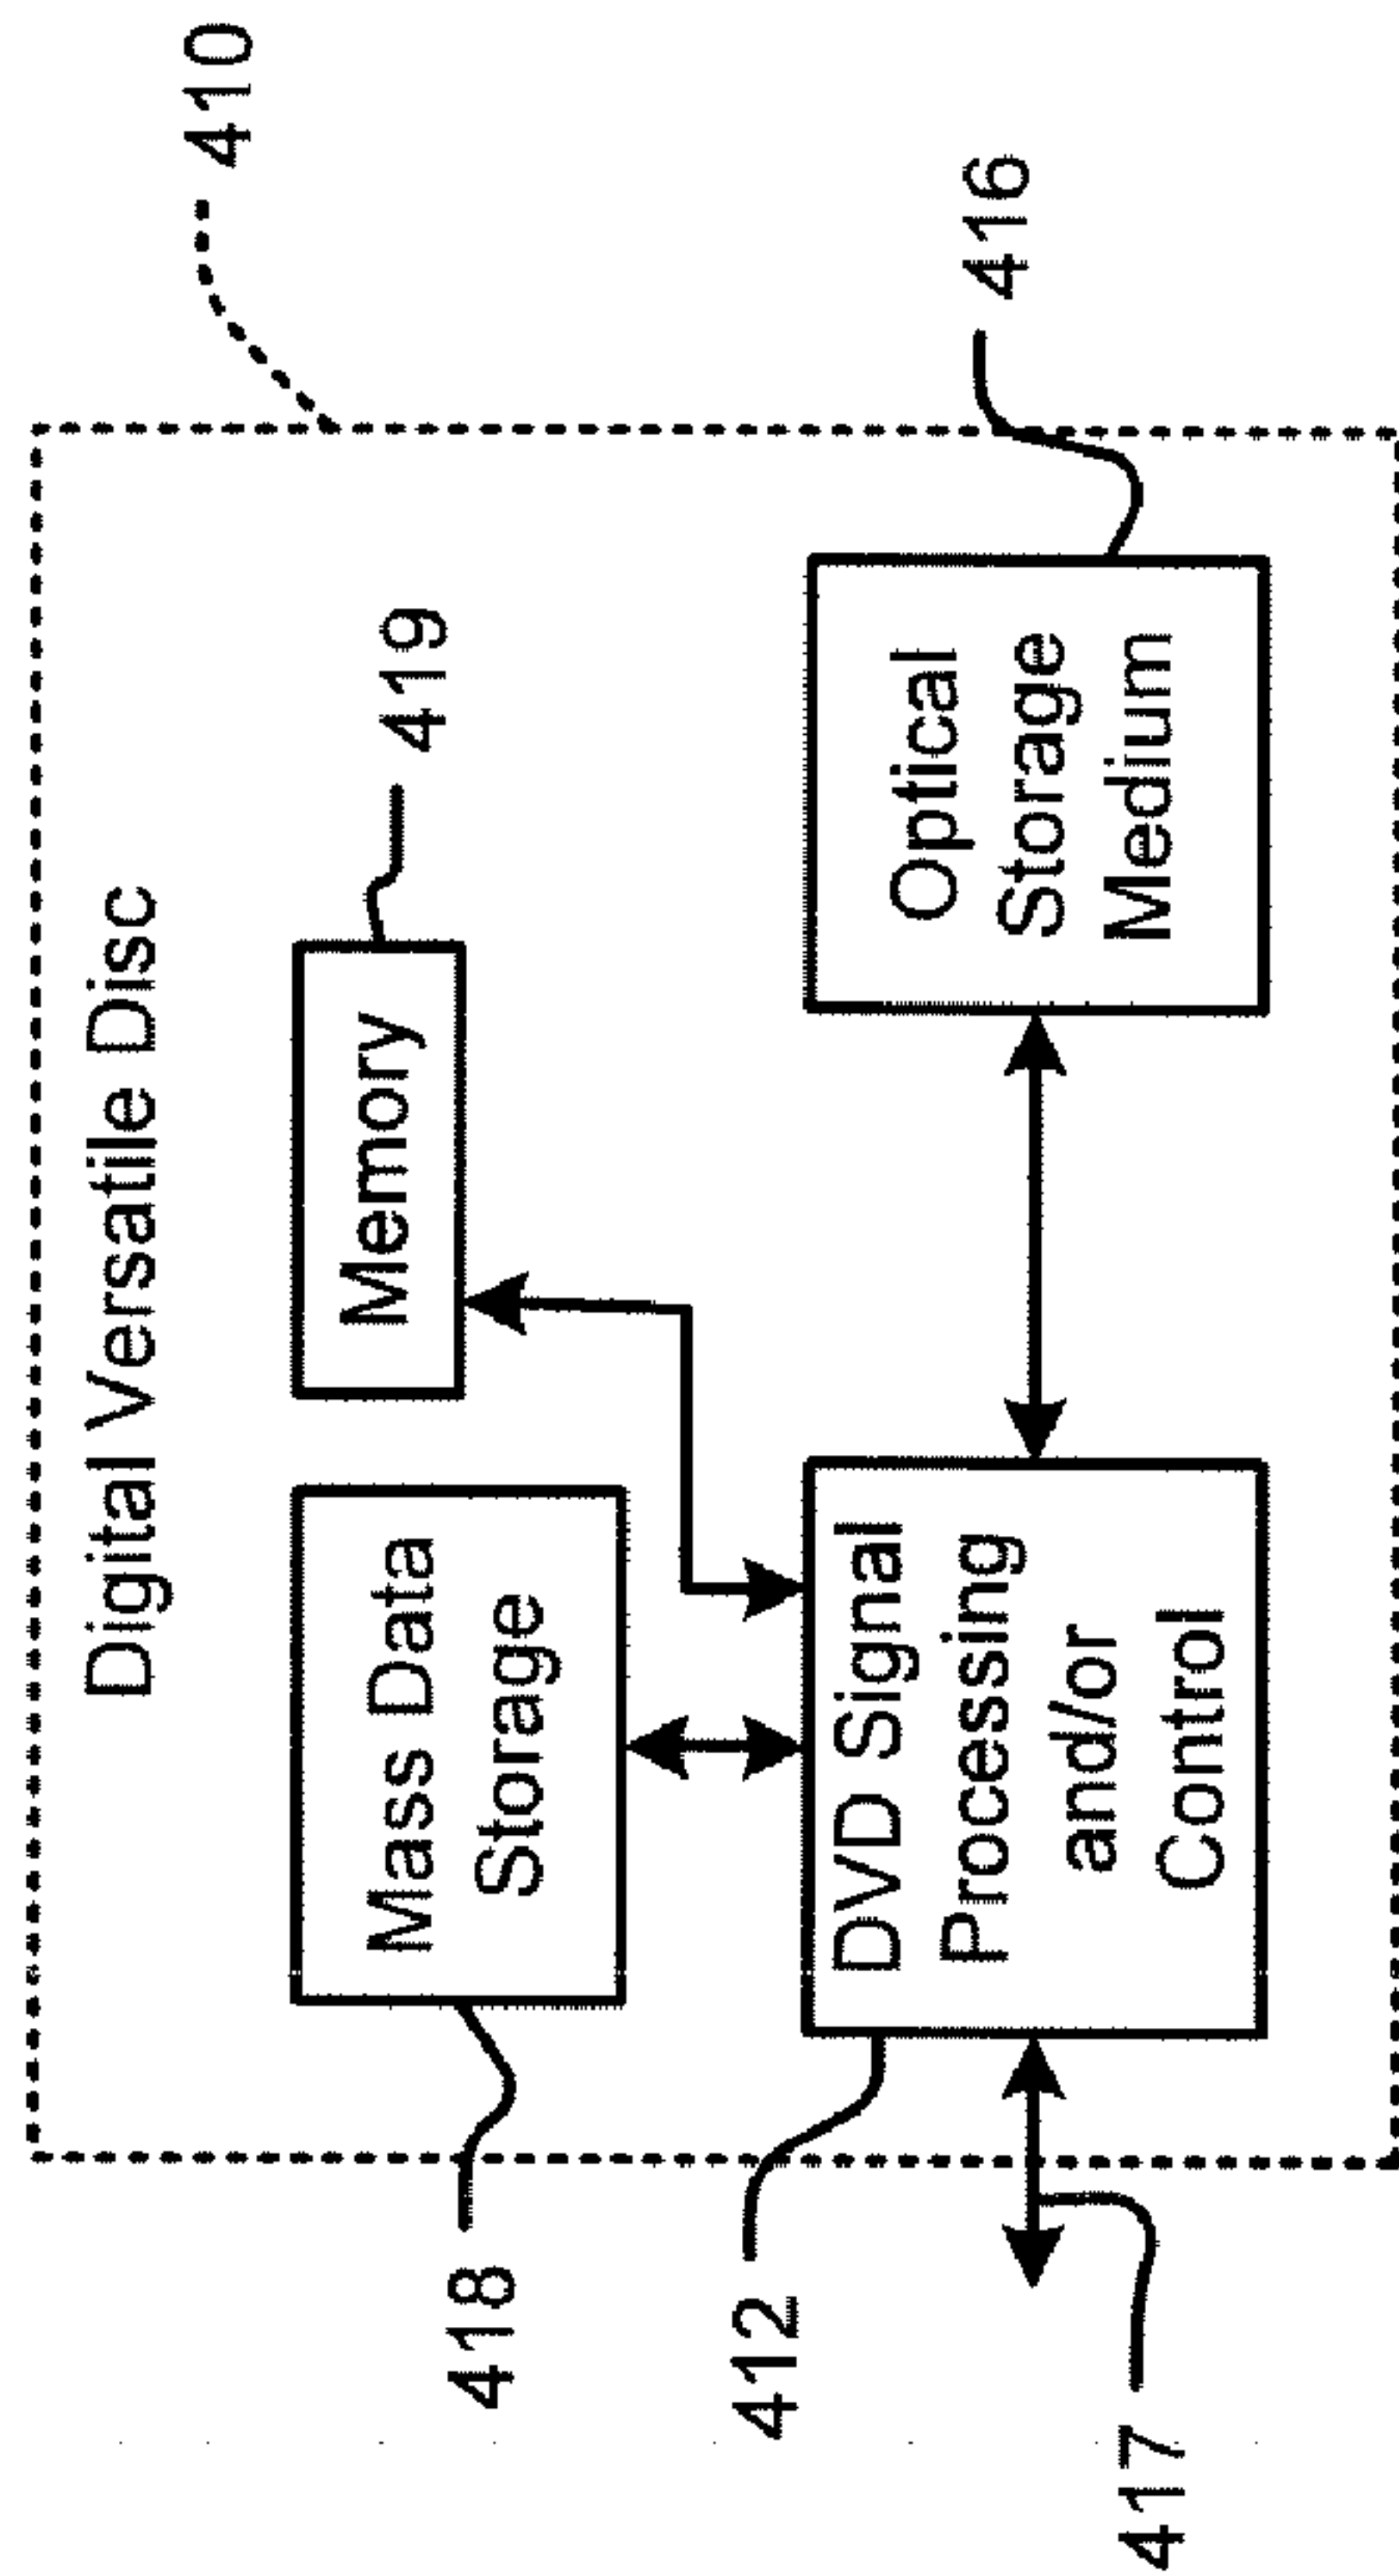 Digital Versatile Disc
410
Mass Data
Storage
Memory
419
418
DVD Signal
Processing
and/or
Control
Optical
Storage
Medium
416
412
417